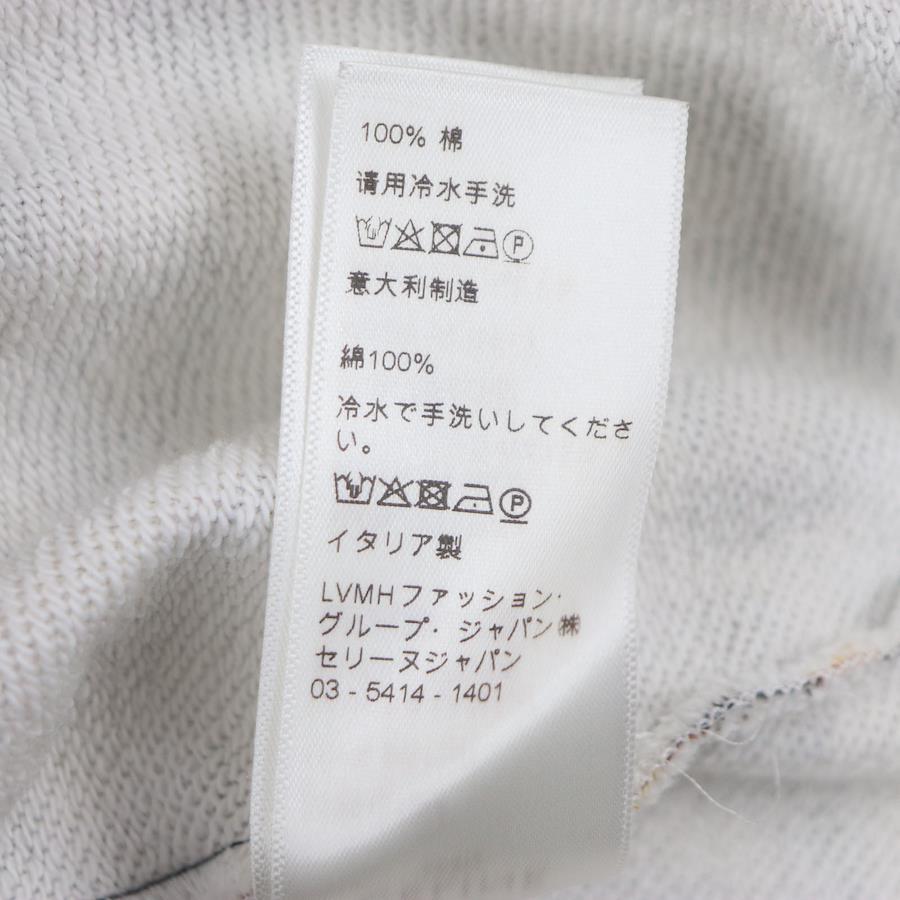 100% 棉
请用冷水手洗
P
意大利制造
綿100%
冷水で手洗いしてくださ
い。
P
イタリア製
LVMHファッション·
グループ· ジャパン㈱
セリーヌジャパン
03 - 5414 - 1401